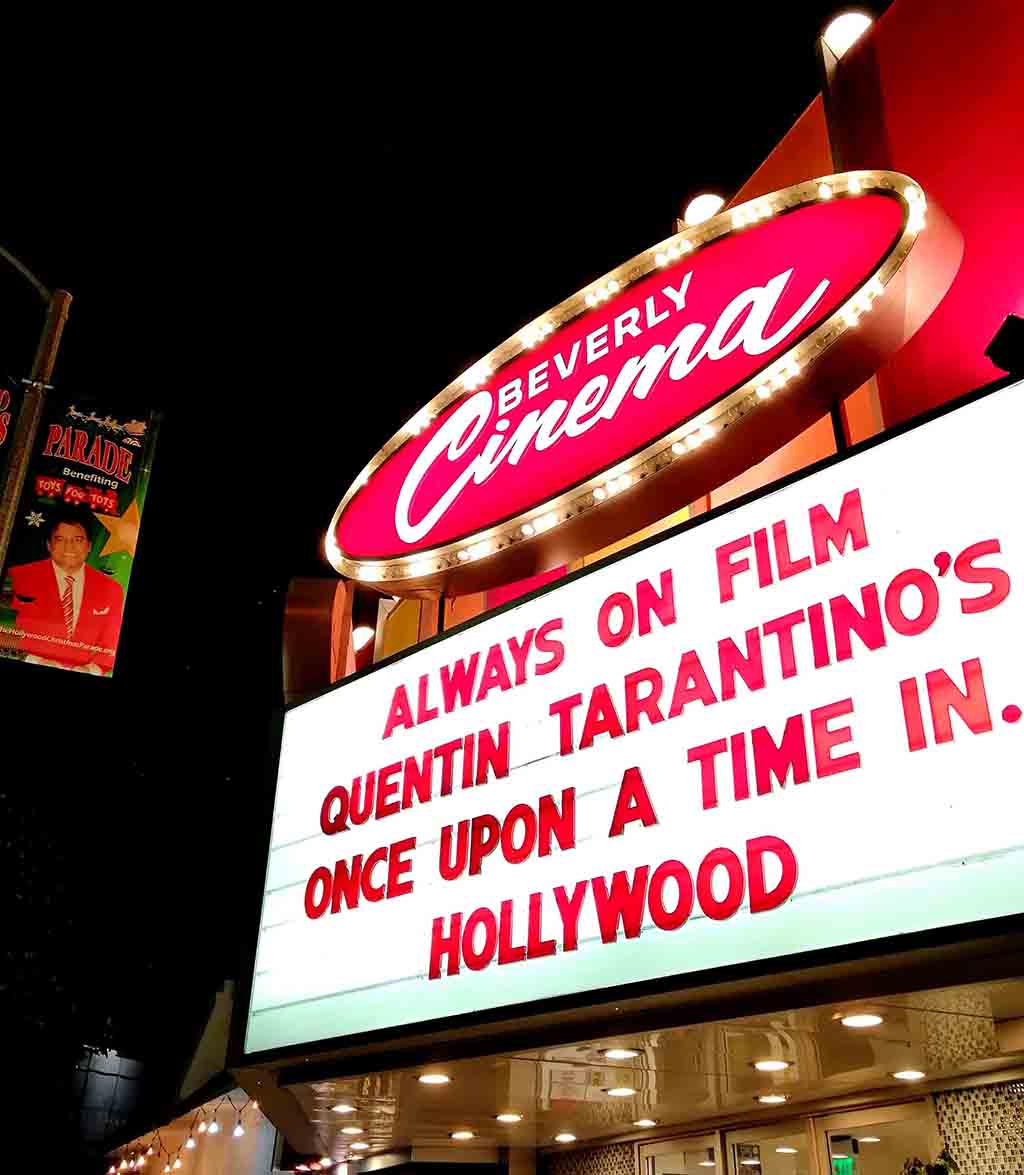 BEVERLY
Cinema
ALWAYS ON FILM
QUENTIN TARANTINO'S
ONCE UPON A TIME IN.
HOLLYWOOD
PARADE
Benefiting
TOYS FOR TOTS